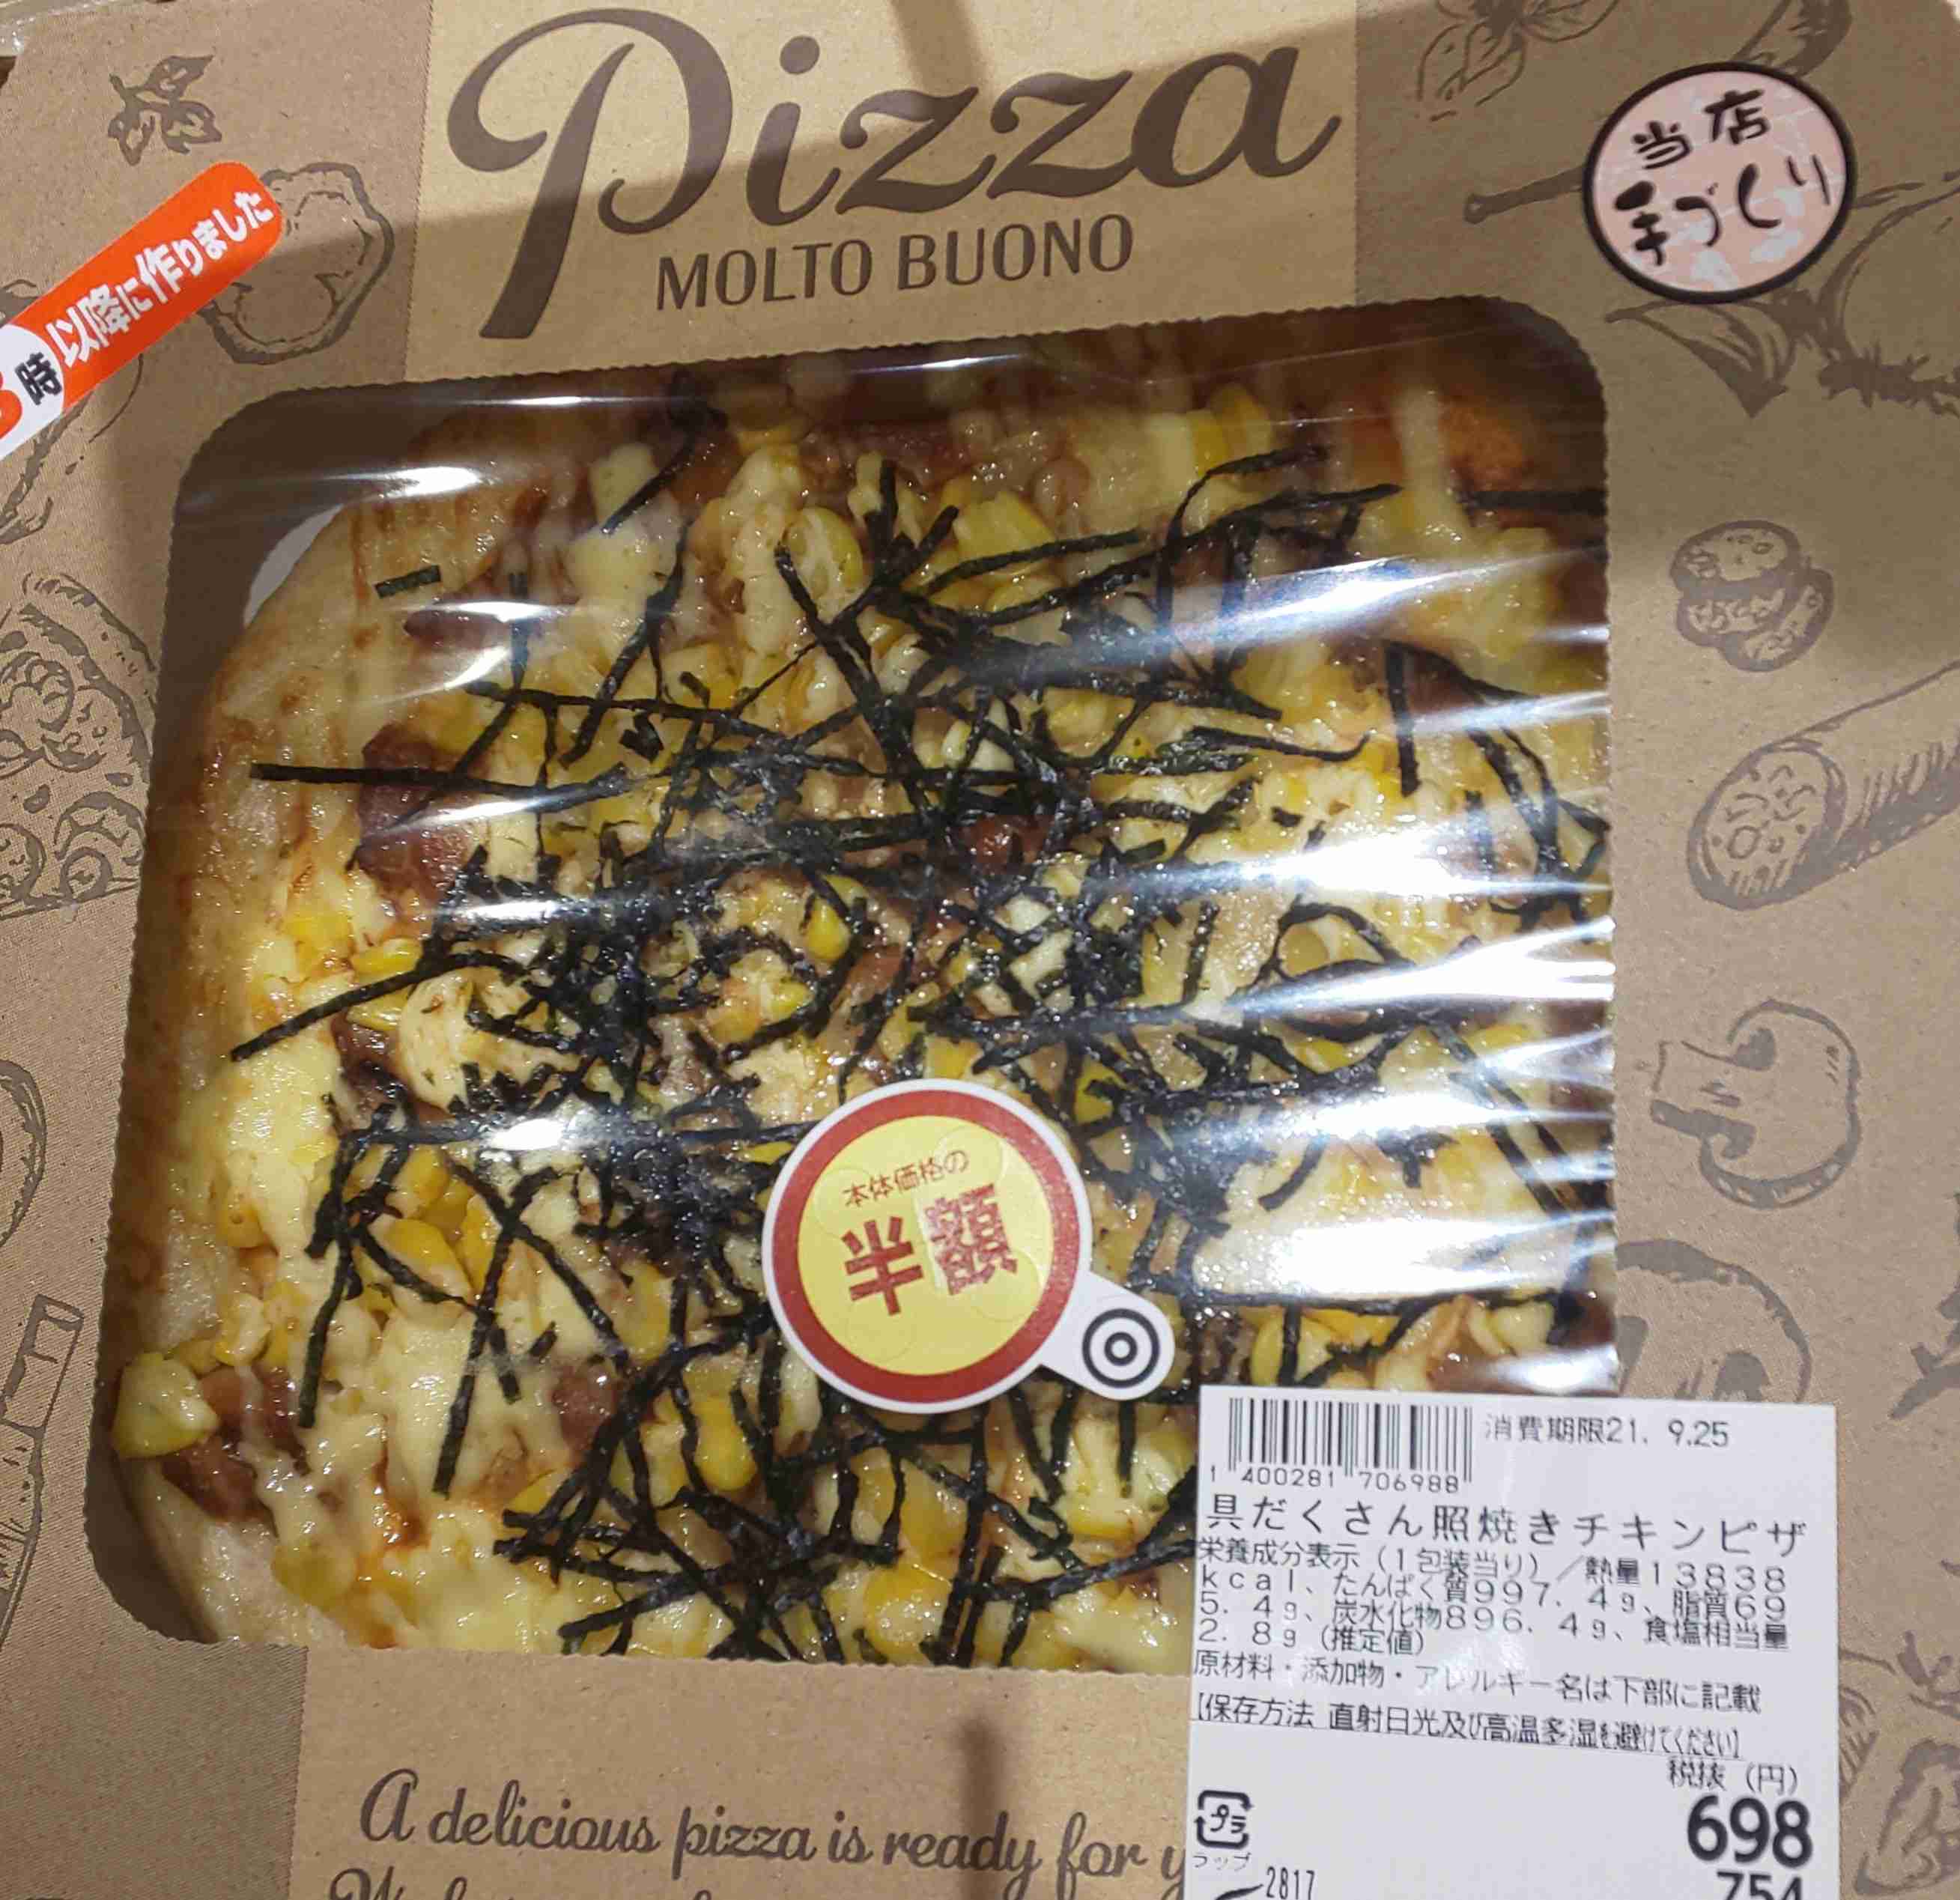 Pizza
MOLTO BUONO
当店
手づくり
時以降に作りました
本体価格の
半額
消費期限21. 9.25
1 400281 706988
具だくさん照焼きチキンピザ
栄養成分表示(1包装当り)/熱量13838
kcal、たんぱく質997.4g、脂質69
5.4g、炭水化物896.4g、食塩相当量
2.8g(推定値)
原材料・添加物・アレルギー名は下部に記載
【保存方法 直射日光及び高温多湿を避けてください】
税抜(円)
698
754
プラ
ラップ
2817
A delicious pizza is ready for